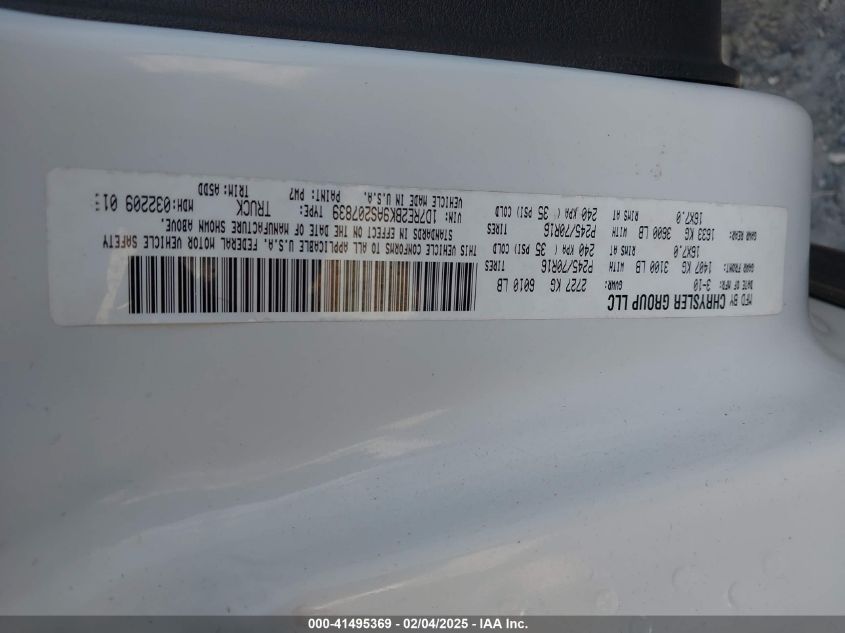 MFD BY CHRYSLER GROUP LLC
DATE OF MFR: 3-10 GVWR: 2727 KG 6010 LB
GAWR FRONT: 1407 KG 3100 LB WITH P245/70R16 TIRES
16X7.0 RIMS AT 240 KPA ( 35 PSI) COLD
GAWR REAR: 1633 KG 3600 LB WITH P245/70R16 TIRES
16X7.0 RIMS AT 240 KPA ( 35 PSI) COLD
THIS VEHICLE CONFORMS TO ALL APPLICABLE U.S.A. FEDERAL MOTOR VEHICLE SAFETY
STANDARDS IN EFFECT ON THE DATE OF MANUFACTURE SHOWN ABOVE.
VIN: 1D7RE2BK9AS207839 TYPE: TRUCK MDH:032209 01
VEHICLE MADE IN U.S.A. PAINT: PW7 TRIM: A5DD
000-41495369 - 02/04/2025 - IAA Inc.